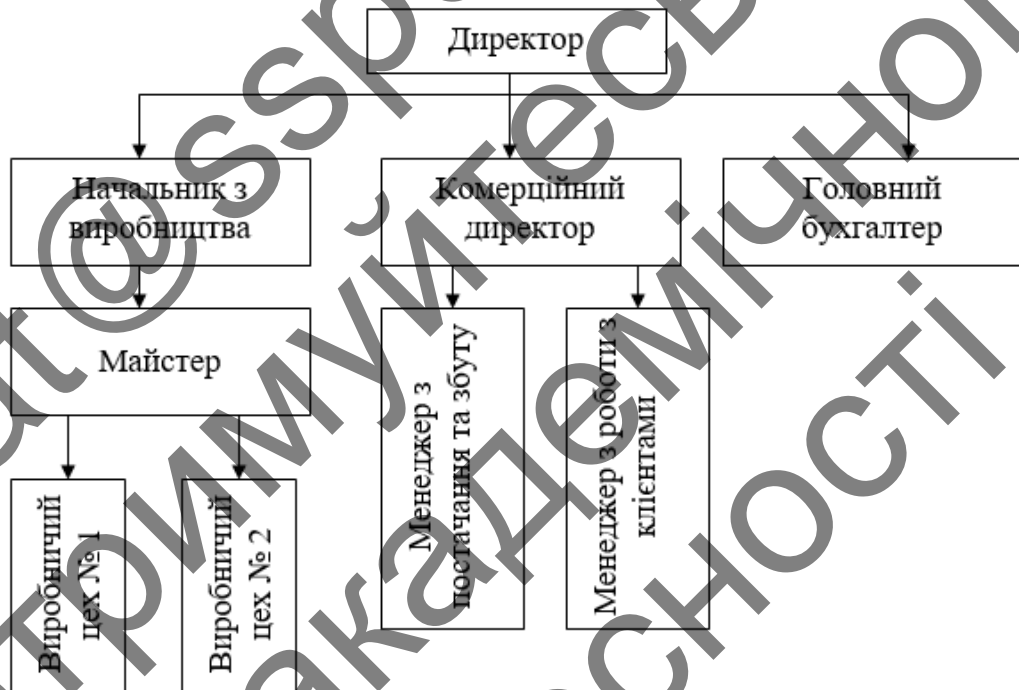 Директор
Начальник з
виробництва
Комерційний
директор
Головний
бухгалтер
Майстер
Менеджер з
постачання та збуту
Менеджер з роботи з
клієнтами
Виробничий
цех № 1
Виробничий
цех № 2